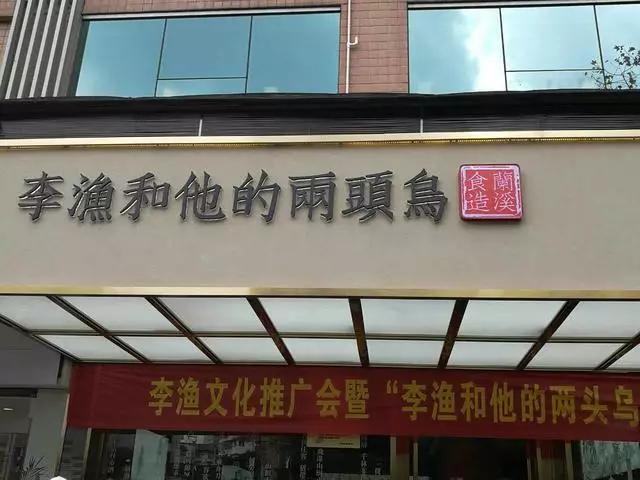 李漁和他的兩頭烏
蘭溪
食造
李渔文化推广会暨“李渔和他的两头乌